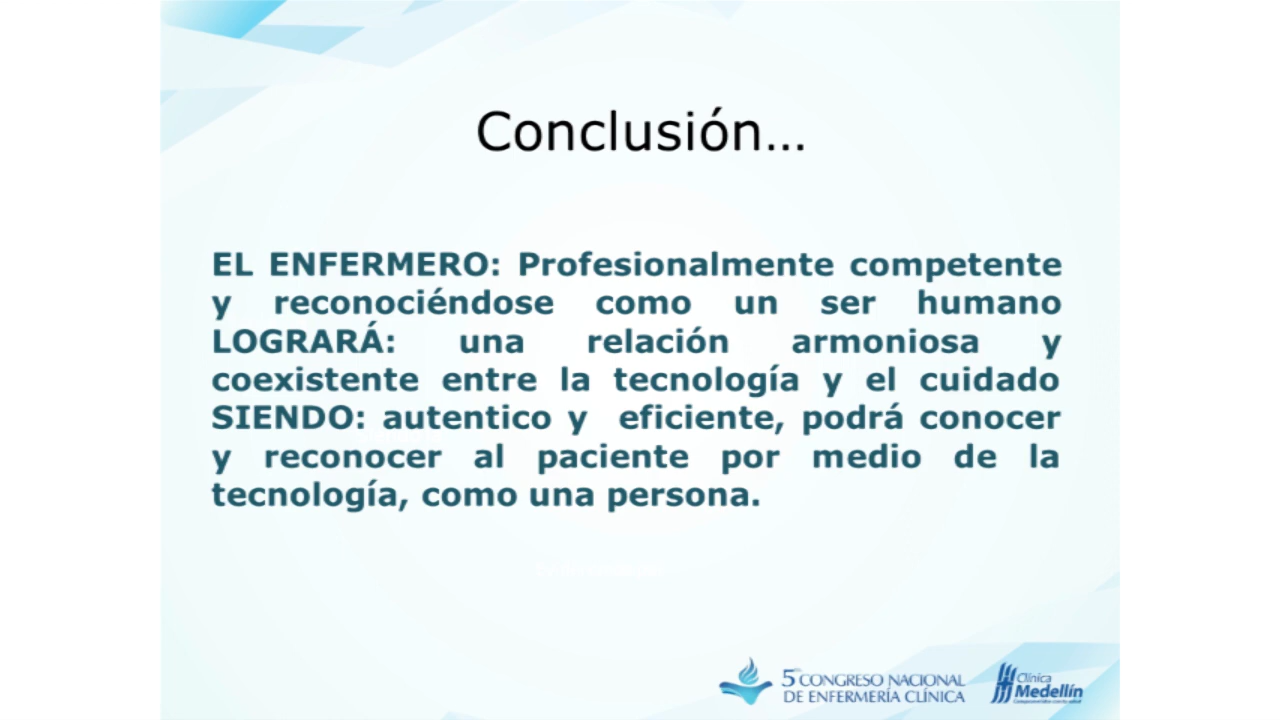 Conclusión...
EL ENFERMERO: Profesionalmente competente
y reconociéndose como un ser humano
LOGRARÁ: una relación armoniosa y
coexistente entre la tecnología y el cuidado
SIENDO: autentico y eficiente, podrá conocer
y reconocer al paciente por medio de la
tecnología, como una persona.
5 CONGRESO NACIONAL
DE ENFERMERÍA CLÍNICA
Clínica
Medellín